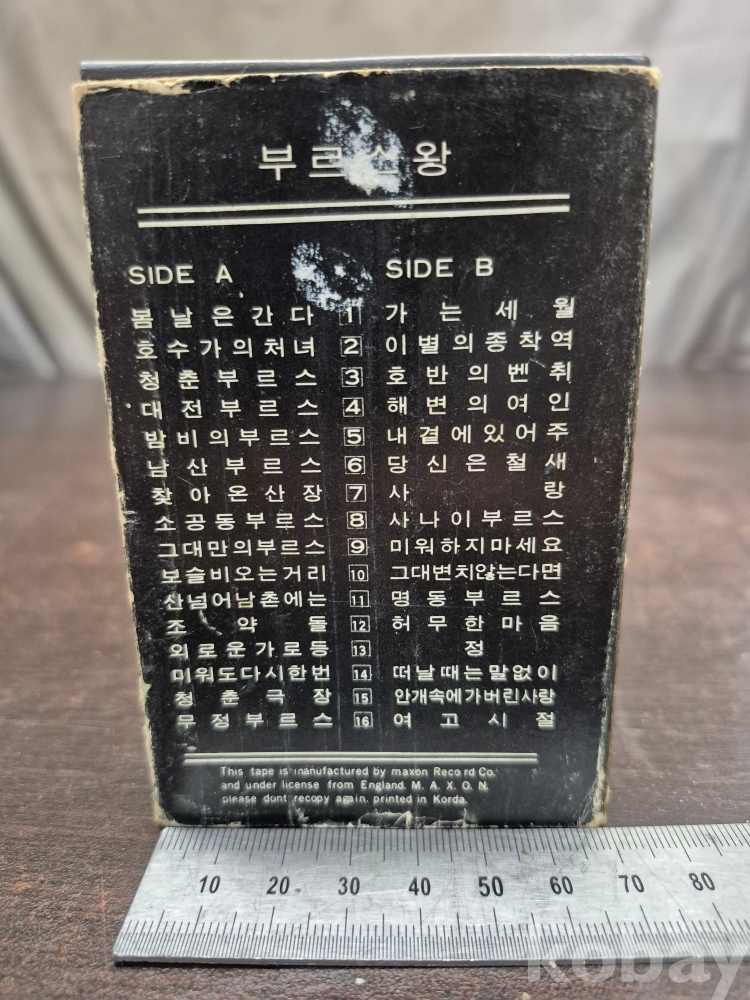 부르스왕
SIDE A SIDE B
봄날은간다 1 가는세월
호수가의처녀 2 이별의종착역
청춘부르스 3 호반의벤취
대전부르스 4 해변의여인
밤비의부르스 5 내곁에있어주
남산부르스 6 당신은철새
찾아온산장 7 사랑
소공동부르스 8 사나이부르스
그대만의부르스 9 미워하지마세요
보슬비오는거리 10 그대변치않는다면
산넘어남촌에는 11 명동부르스
조약돌 12 허무한마음
외로운가로등 13 정
미워도다시한번 14 떠날때는말없이
청춘극장 15 안개속에가버린사랑
무정부르스 16 여고시절
This tape is manufactured by maxon Record Co.
and under license from England. M. A. X. O. N.
please dont recopy again. printed in Korda.
10 20 30 40 50 60 70 80
kobay